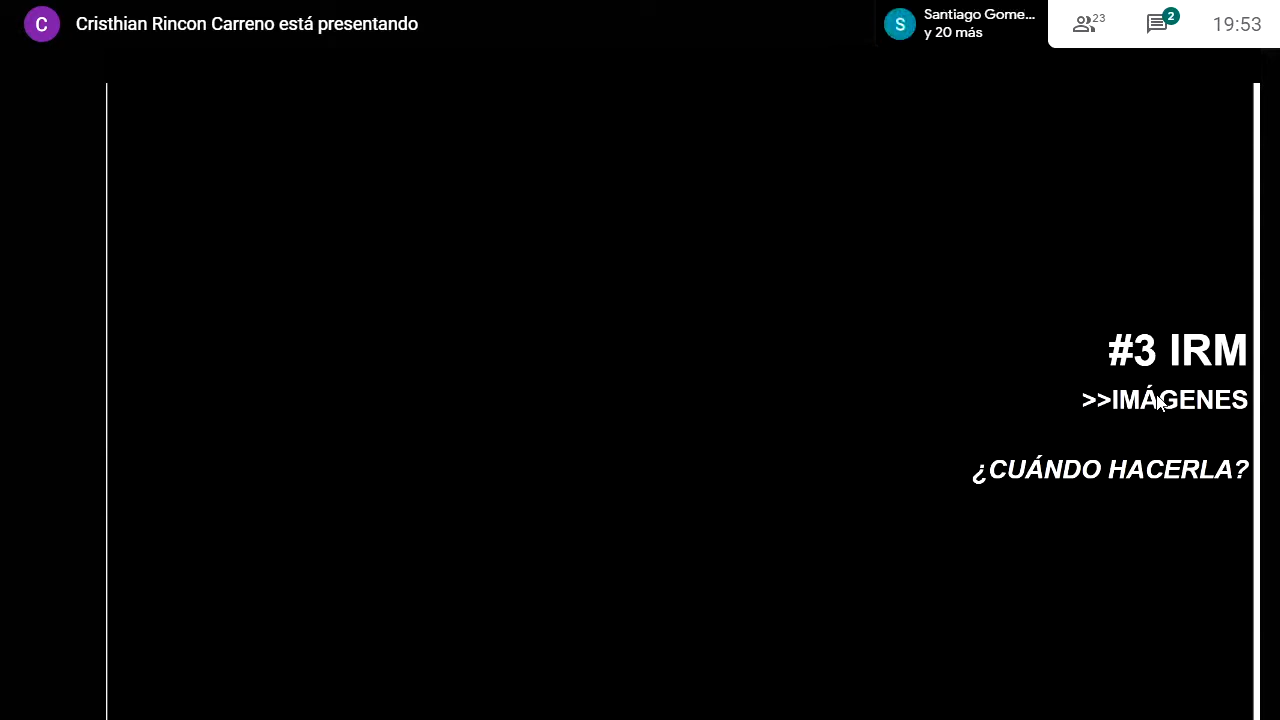 C
Cristhian Rincon Carreno está presentando
S
Santiago Gome...
y 20 más
23
2
19:53
#3 IRM
>>IMÁGENES
¿CUÁNDO HACERLA?